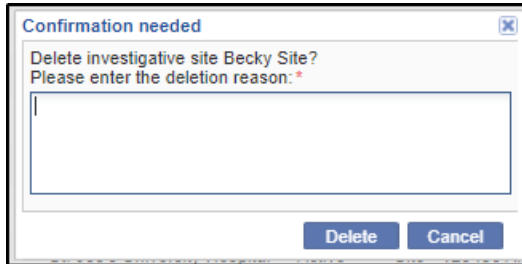 Confirmation needed
Delete investigative site Becky Site?
Please enter the deletion reason: *
Delete Cancel